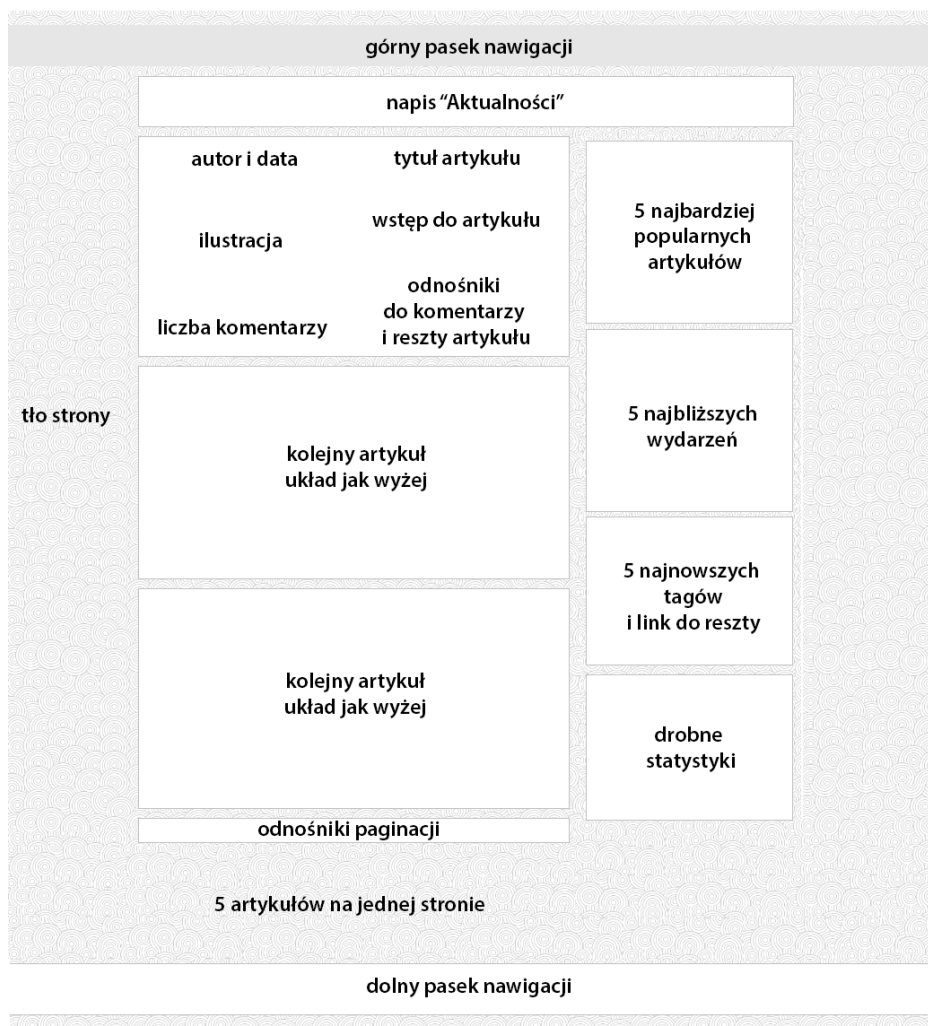 górny pasek nawigacji
napis “Aktualności”
autor i data
tytuł artykułu
ilustracja
wstęp do artykułu
liczba komentarzy
odnośniki
do komentarzy
i reszty artykułu
5 najbardziej
popularnych
artykułów
tło strony
kolejny artykuł
układ jak wyżej
5 najbliższych
wydarzeń
kolejny artykuł
układ jak wyżej
5 najnowszych
tagów
i link do reszty
drobne
statystyki
odnośniki paginacji
5 artykułów na jednej stronie
dolny pasek nawigacji